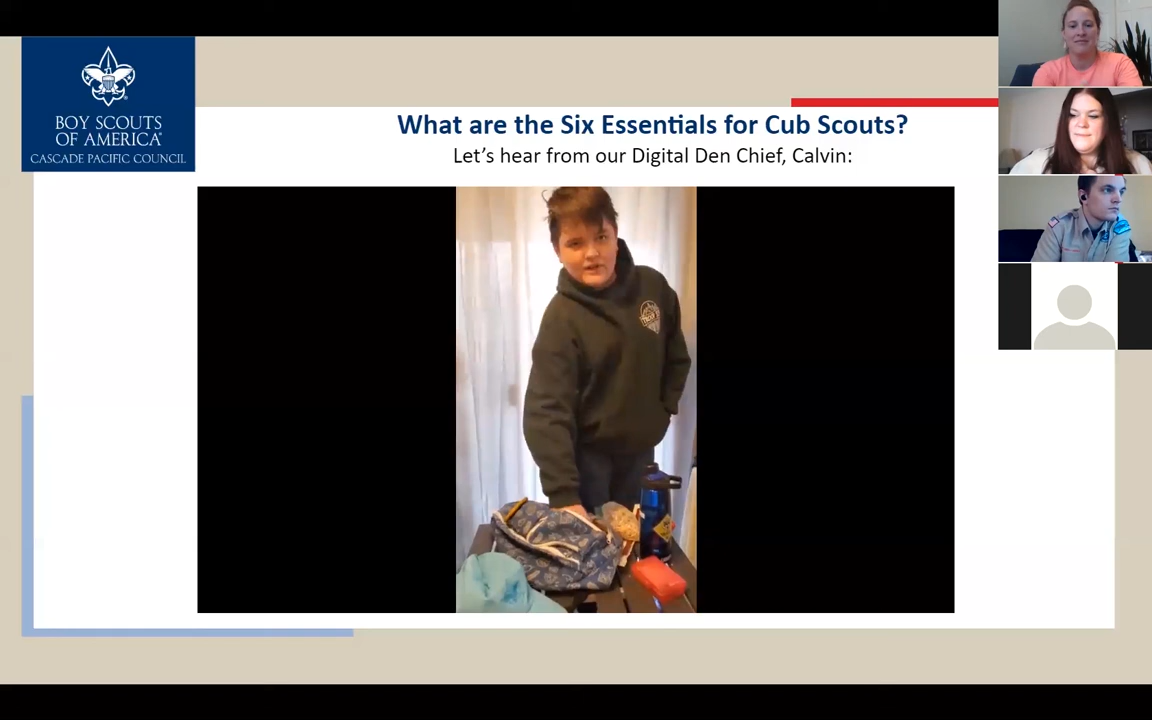 BOY SCOUTS
OF AMERICA®
CASCADE PACIFIC COUNCIL
What are the Six Essentials for Cub Scouts?
Let's hear from our Digital Den Chief, Calvin: